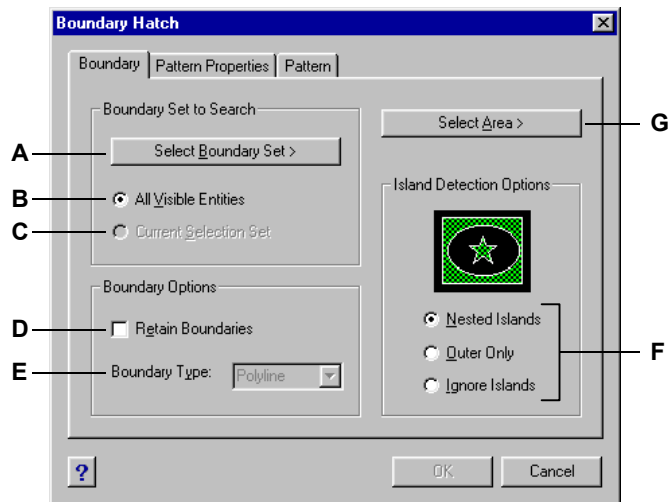 Boundary Hatch
Boundary
Pattern Properties
Pattern
Boundary Set to Search
A
Select Boundary Set >
B
All Visible Entities
C
Current Selection Set
Boundary Options
D
Retain Boundaries
E
Boundary Type:
Polyline
Select Area >
G
Island Detection Options
Nested Islands
Outer Only
Ignore Islands
F
?
OK
Cancel